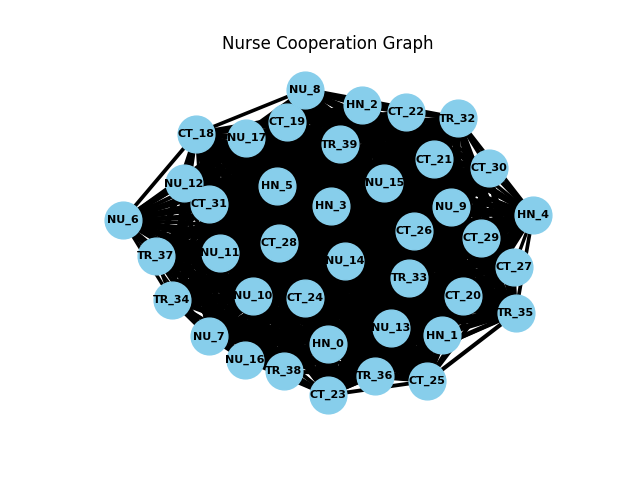 Nurse Cooperation Graph
NU_8
HN_2
CT_22
TR_32
CT_19
CT_18
NU_17
TR_39
CT_21
CT_30
NU_12
HN_5
NU_15
CT_31
HN_3
NU_9
HN_4
NU_6
CT_26
CT_29
CT_28
NU_11
TR_37
NU_14
CT_27
TR_33
NU_10
CT_24
CT_20
TR_34
TR_35
NU_13
NU_7
HN_1
HN_0
NU_16
TR_38
TR_36
CT_25
CT_23